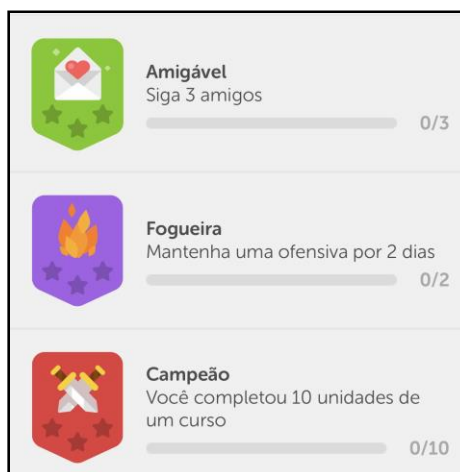 Amigável
Siga 3 amigos
0/3
Fogueira
Mantenha uma ofensiva por 2 dias
0/2
Campeão
Você completou 10 unidades de
um curso
0/10